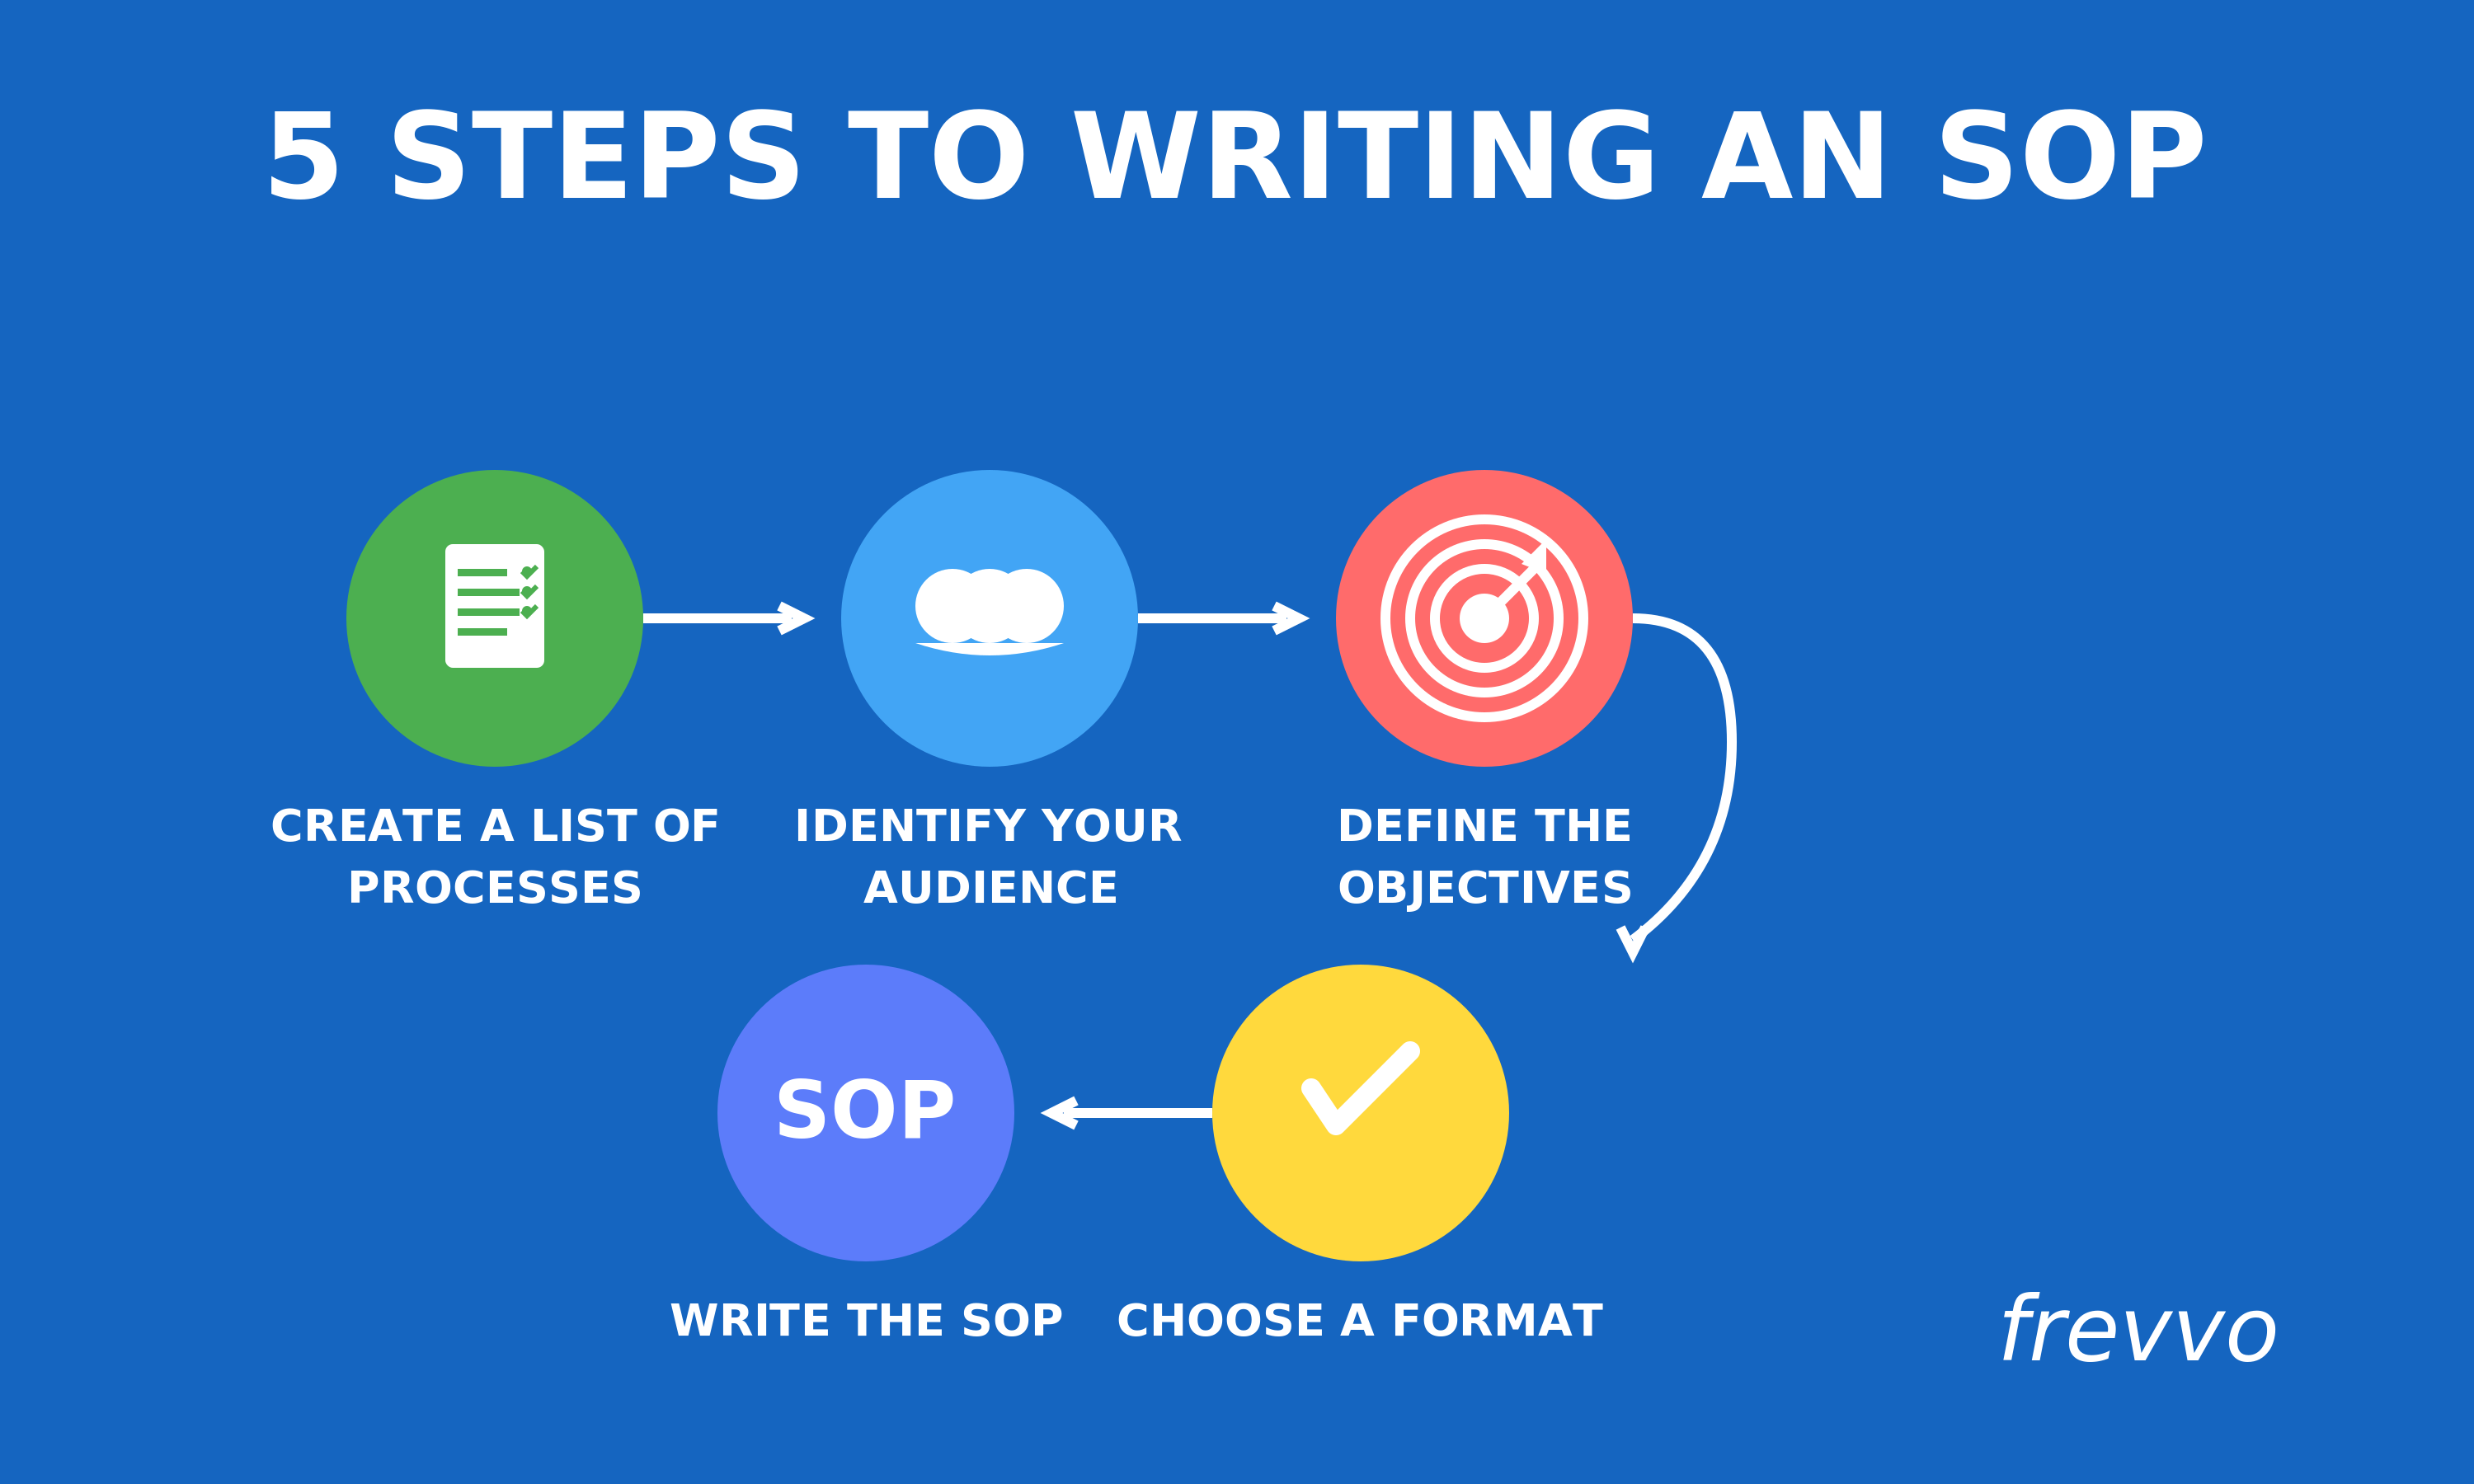 5 STEPS TO WRITING AN SOP
CREATE A LIST OF
PROCESSES
IDENTIFY YOUR
AUDIENCE
DEFINE THE
OBJECTIVES
SOP
WRITE THE SOP
CHOOSE A FORMAT
frevvo